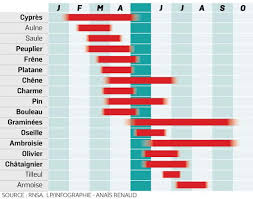 J F M A M J J A S O
Cyprès
Aulne
Saule
Peuplier
Frêne
Platane
Chêne
Charme
Pin
Bouleau
Graminées
Oseille
Ambroisie
Olivier
Châtaignier
Tilleul
Armoise
SOURCE : RNSA. LP/INFOGRAPHIE - ANAÏS RENAUD